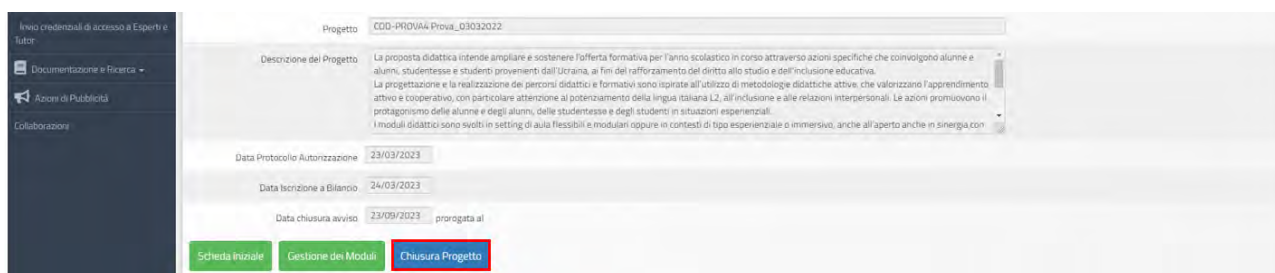 Invio credenziali di accesso a Esperti e
Tutor
Documentazione e Ricerca
Azioni di Pubblicità
Collaborazioni
Progetto COD-PROVA4 Prova_03032022
Descrizione del Progetto
La proposta didattica intende ampliare e sostenere l'offerta formativa per l'anno scolastico in corso attraverso azioni specifiche che coinvolgono alunne e
alunni, studentesse e studenti provenienti dall'Ucraina, ai fini del rafforzamento del diritto allo studio e dell'inclusione educativa.
La progettazione e la realizzazione dei percorsi didattici e formativi sono ispirate all'utilizzo di metodologie didattiche attive, che valorizzano l'apprendimento
attivo e cooperativo, con particolare attenzione al potenziamento della lingua italiana L2, all'inclusione e alle relazioni interpersonali. Le azioni promuovono il
protagonismo delle alunne e degli alunni, delle studentesse e degli studenti in situazioni esperienziali.
I moduli didattici sono svolti in setting di aula flessibili e modulari oppure in contesti di tipo esperienziale o immersivo, anche all'aperto anche in sinergia con
Data Protocollo Autorizzazione 23/03/2023
Data Iscrizione a Bilancio 24/03/2023
Data chiusura avviso 23/09/2023 prorogata al
Scheda Iniziale Gestione dei Moduli Chiusura Progetto